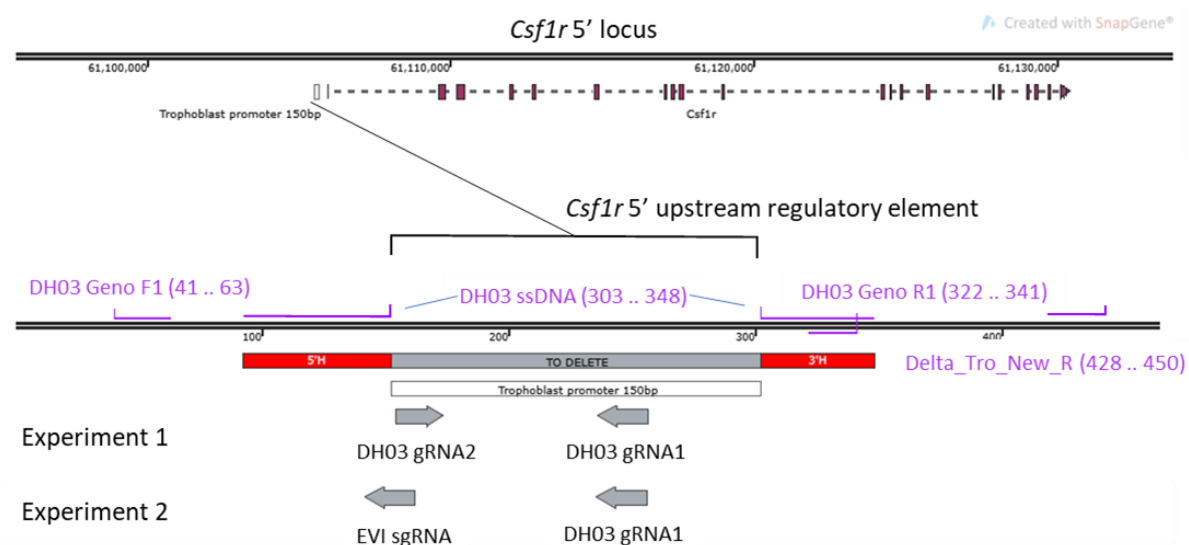 Created with SnapGene®
Csf1r 5’ locus
61,100,000
61,110,000
61,120,000
61,130,000
Trophoblast promoter 150bp
Csf1r
Csf1r 5’ upstream regulatory element
DH03 Geno F1 (41 .. 63)
DH03 ssDNA (303 .. 348)
DH03 Geno R1 (322 .. 341)
100
200
300
400
5'H
TO DELETE
3'H
Delta_Tro_New_R (428 .. 450)
Trophoblast promoter 150bp
Experiment 1
DH03 gRNA2
DH03 gRNA1
Experiment 2
EVI sgRNA
DH03 gRNA1